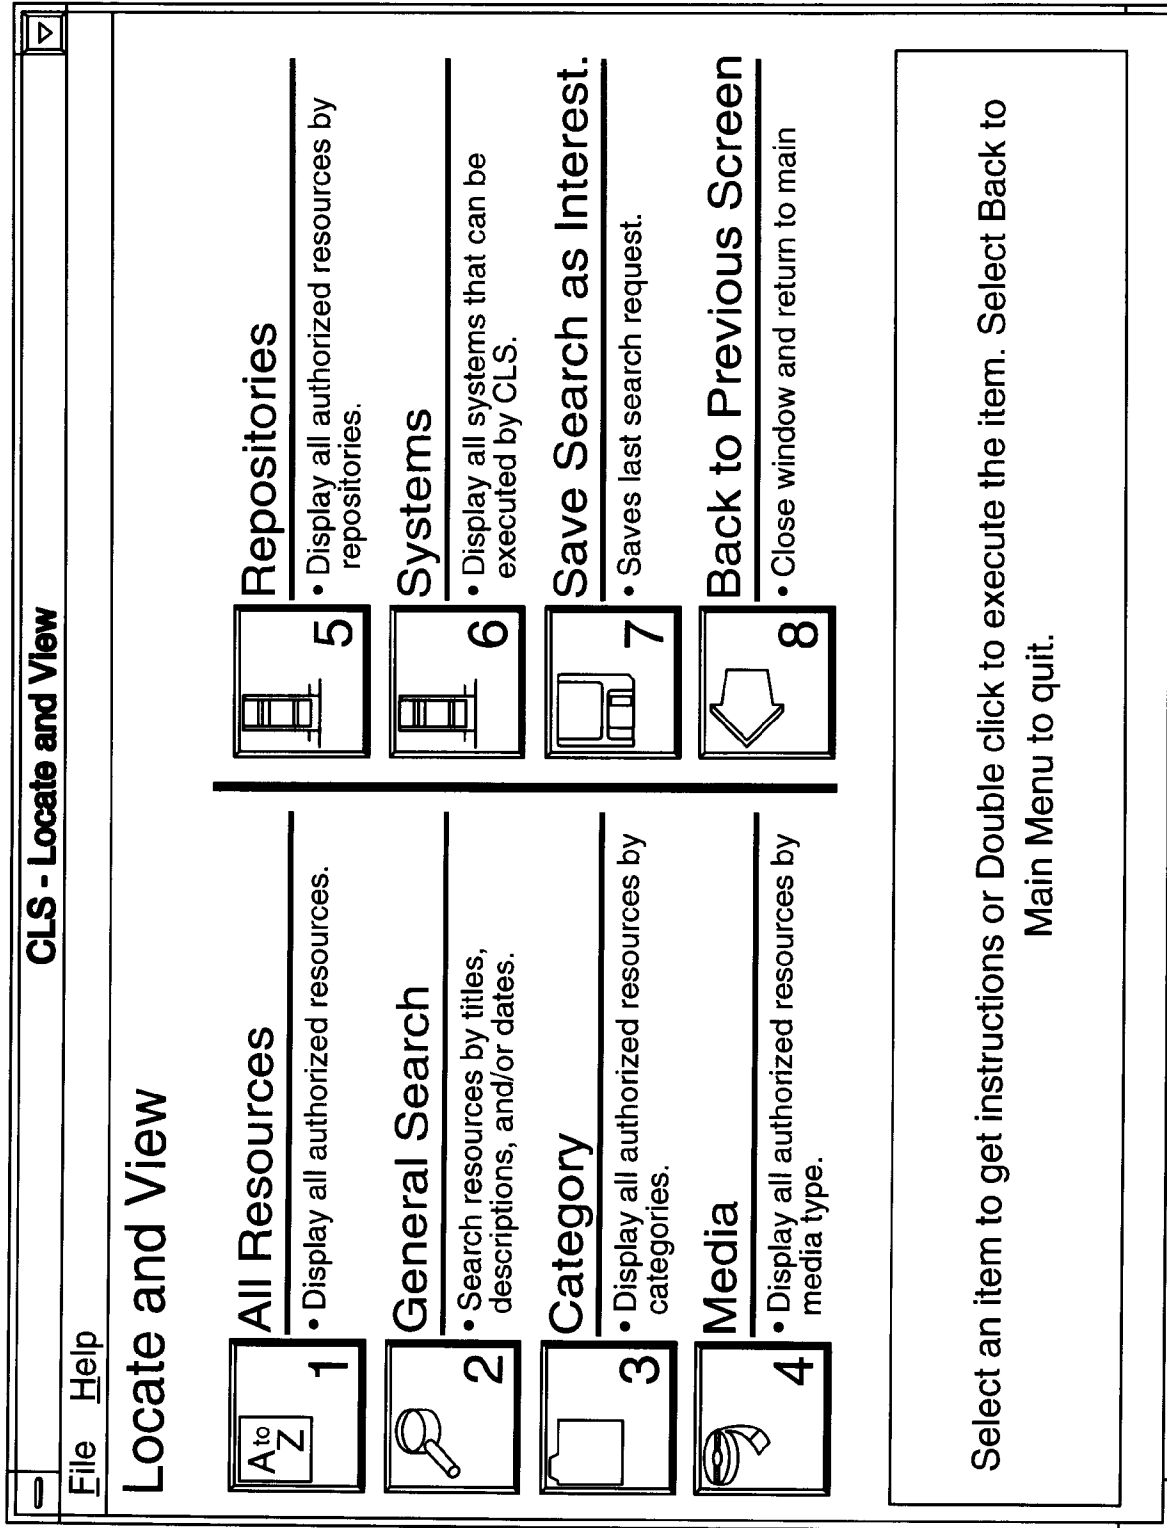 CLS - Locate and View
File Help
Locate and View
A to
Z
1
All Resources
• Display all authorized resources.
2
General Search
• Search resources by titles,
descriptions, and/or dates.
3
Category
• Display all authorized resources by
categories.
4
Media
• Display all authorized resources by
media type.
5
Repositories
• Display all authorized resources by
repositories.
6
Systems
• Display all systems that can be
executed by CLS.
7
Save Search as Interest.
• Saves last search request.
8
Back to Previous Screen
• Close window and return to main
Select an item to get instructions or Double click to execute the item. Select Back to
Main Menu to quit.